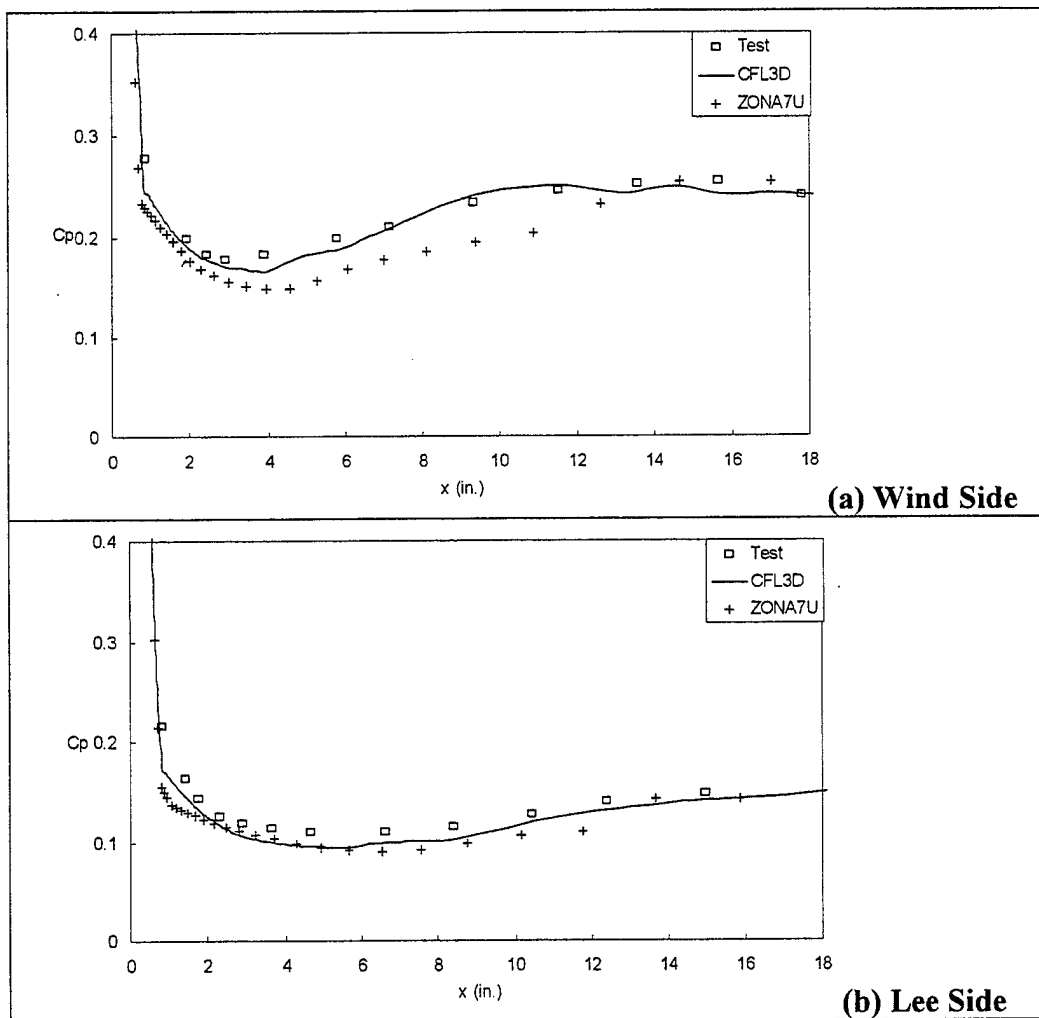 0.4
0.3
Cp 0.2
0.1
0
0 2 4 6 8 10 12 14 16 18
x (in.)
Test
CFL3D
ZONA7U
(a) Wind Side
0.4
0.3
Cp 0.2
0.1
0
0 2 4 6 8 10 12 14 16 18
x (in.)
Test
CFL3D
ZONA7U
(b) Lee Side